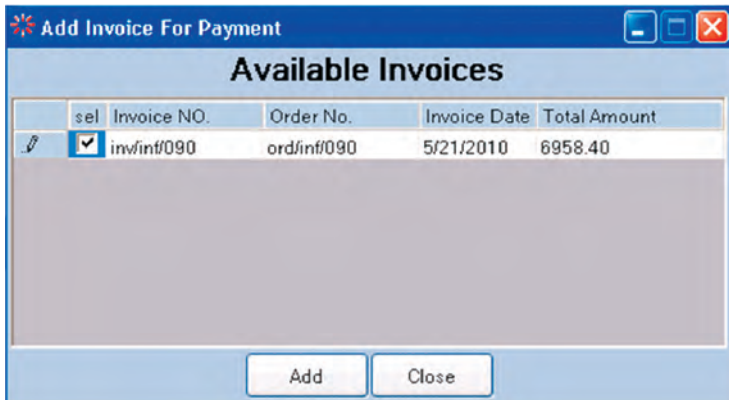 Add Invoice For Payment
Available Invoices
sel Invoice NO. Order No. Invoice Date Total Amount
inv/inf/090 ord/inf/090 5/21/2010 6958.40
Add Close